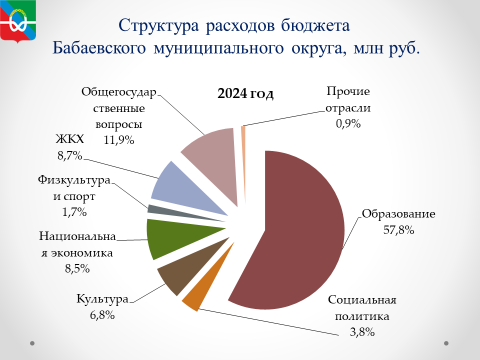 Структура расходов бюджета
Бабаевского муниципального округа, млн руб.
2024 год
Прочие
отрасли
0,9%
Общегосудар
ственные
вопросы
11,9%
ЖКХ
8,7%
Физкультура
и спорт
1,7%
Образование
57,8%
Национальна
я экономика
8,5%
Культура
6,8%
Социальная
политика
3,8%